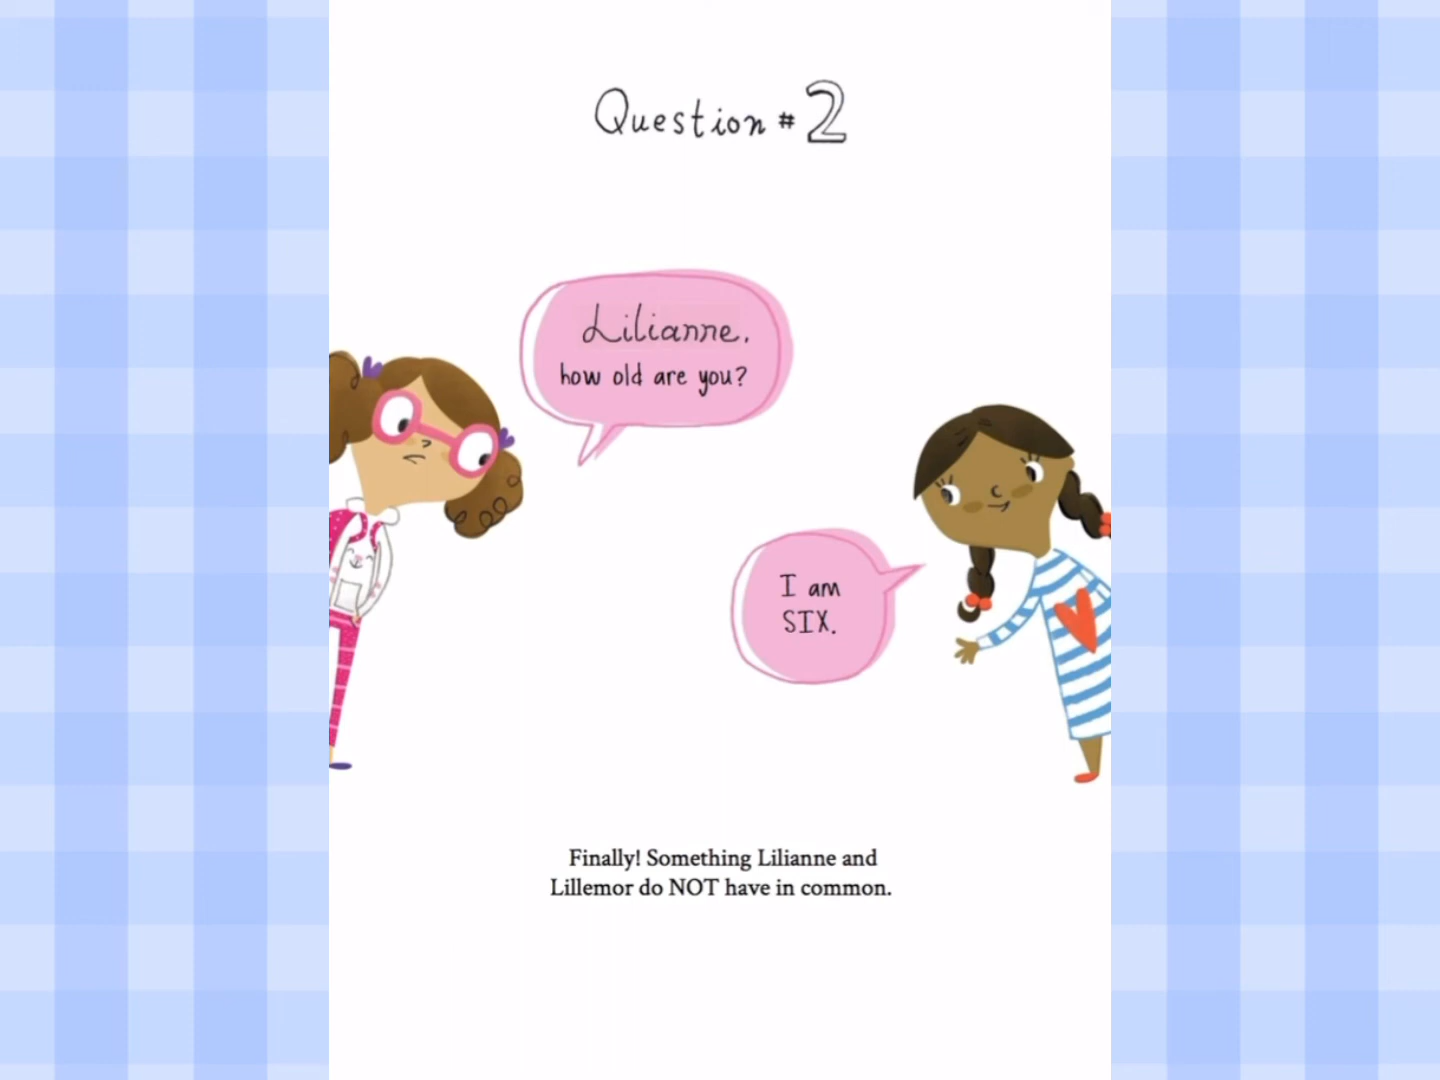 Question #2
Lilianne,
how old are you?
I am
SIX.
Finally! Something Lilianne and
Lillemor do NOT have in common.